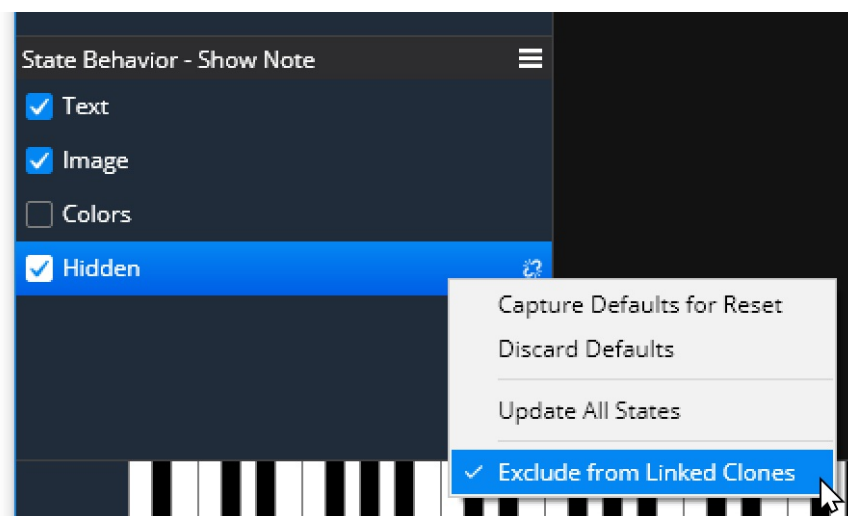 State Behavior - Show Note
Text
Image
Colors
Hidden
Capture Defaults for Reset
Discard Defaults
Update All States
Exclude from Linked Clones